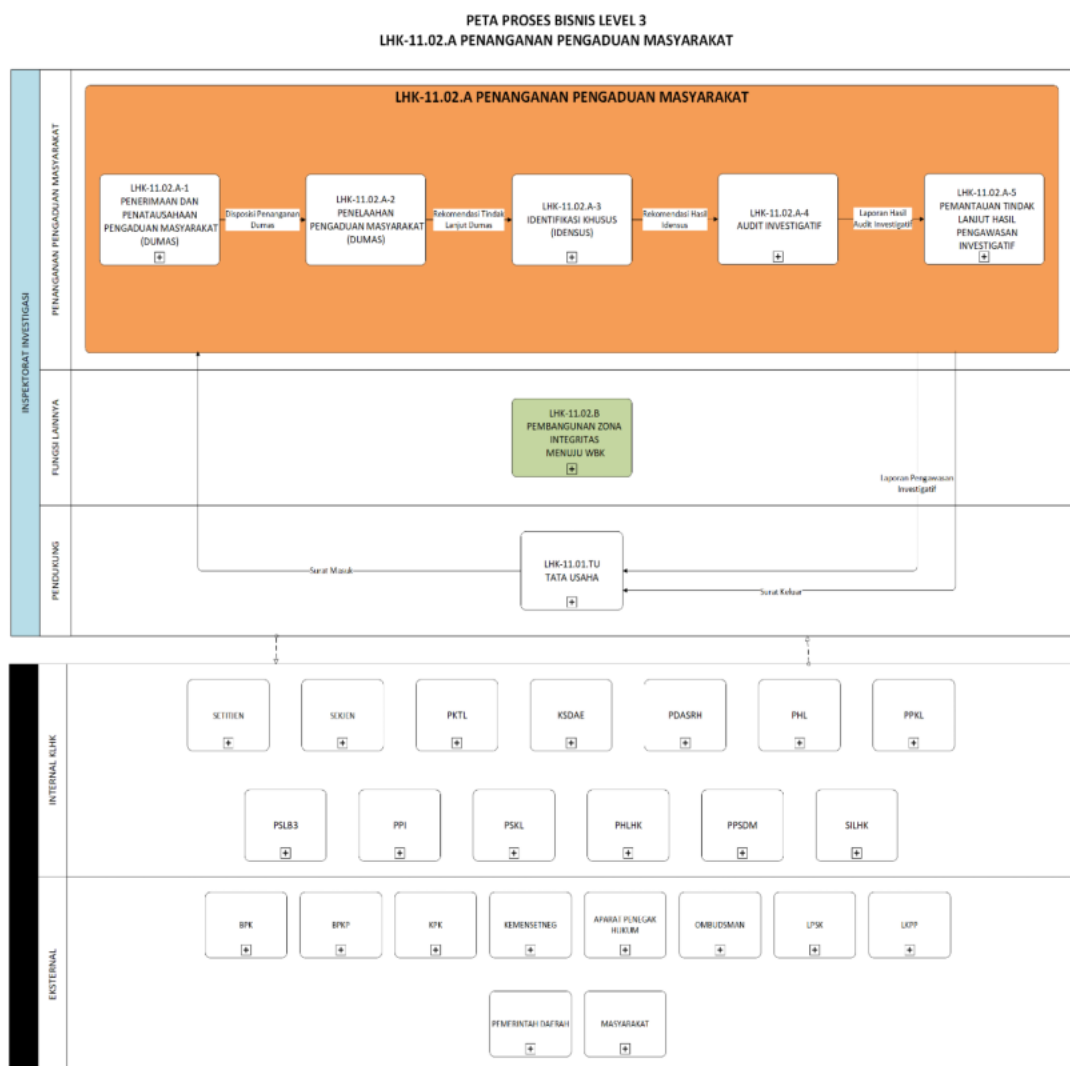 PETA PROSES BISNIS LEVEL 3
LHK-11.02.A PENANGANAN PENGADUAN MASYARAKAT
INSPEKTORAT INVESTIGASI
PENANGANAN PENGADUAN MASYARAKAT
LHK-11.02.A PENANGANAN PENGADUAN MASYARAKAT
LHK-11.02.A-1
PENERIMAAN DAN
PENATAUSAHAAN
PENGADUAN MASYARAKAT
(DUMAS)
Disposisi Penanganan
Dumas
LHK-11.02.A-2
PENELAAHAN
PENGADUAN MASYARAKAT
(DUMAS)
Rekomendasi Tindak
Lanjut Dumas
LHK-11.02.A-3
IDENTIFIKASI KHUSUS
(IDENSUS)
Rekomendasi Hasil
Idensus
LHK-11.02.A-4
AUDIT INVESTIGATIF
Laporan Hasil
Audit Investigatif
LHK-11.02.A-5
PEMANTAUAN TINDAK
LANJUT HASIL
PENGAWASAN
INVESTIGATIF
FUNGSI LAINNYA
LHK-11.02.B
PEMBANGUNAN ZONA
INTEGRITAS
MENUJU WBK
Laporan Pengawasan
Investigatif
PENDUKUNG
Surat Masuk
LHK-11.01.TU
TATA USAHA
Surat Keluar
INTERNAL KLHK
SETITJEN
SEKJEN
PKTL
KSDAE
PDASRH
PHL
PPKL
PSLB3
PPI
PSKL
PHLHK
PPSDM
SILHK
EKSTERNAL
BPK
BPKP
KPK
KEMENSETNEG
APARAT PENEGAK
HUKUM
OMBUDSMAN
LPSK
LKPP
PEMERINTAH DAERAH
MASYARAKAT